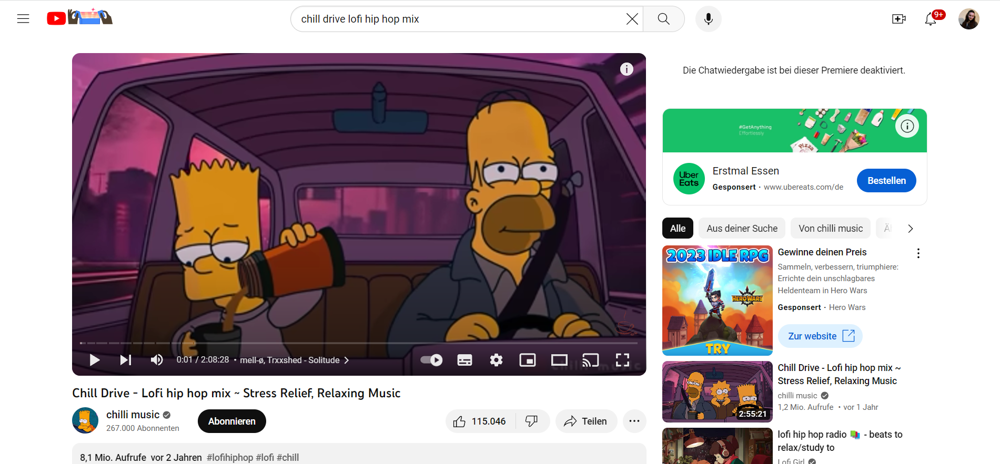 chill drive lofi hip hop mix
9+
Die Chatwiedergabe ist bei dieser Premiere deaktiviert.
#GetAnything
Effortlessly
Pizza
Uber
Eats
Erstmal Essen
Gesponsert · www.ubereats.com/de
Bestellen
Alle
Aus deiner Suche
Von chilli music
Äl
2023 IDLE RPG
HEROWARS
TRY
Gewinne deinen Preis
Sammeln, verbessern, triumphiere:
Errichte dein unschlagbares
Heldenteam in Hero Wars
Gesponsert · Hero Wars
Zur website
2:55:21
Chill Drive - Lofi hip hop mix ~
Stress Relief, Relaxing Music
chilli music
1,2 Mio. Aufrufe • vor 1 Jahr
lofi hip hop radio 📚 - beats to
relax/study to
Lofi Girl
0:01 / 2:08:28 • mell-ø, Trxxshed - Solitude
chilli music
Chill Drive - Lofi hip hop mix ~ Stress Relief, Relaxing Music
chilli music
267.000 Abonnenten
Abonnieren
115.046
Teilen
8,1 Mio. Aufrufe vor 2 Jahren #lofihiphop #lofi #chill